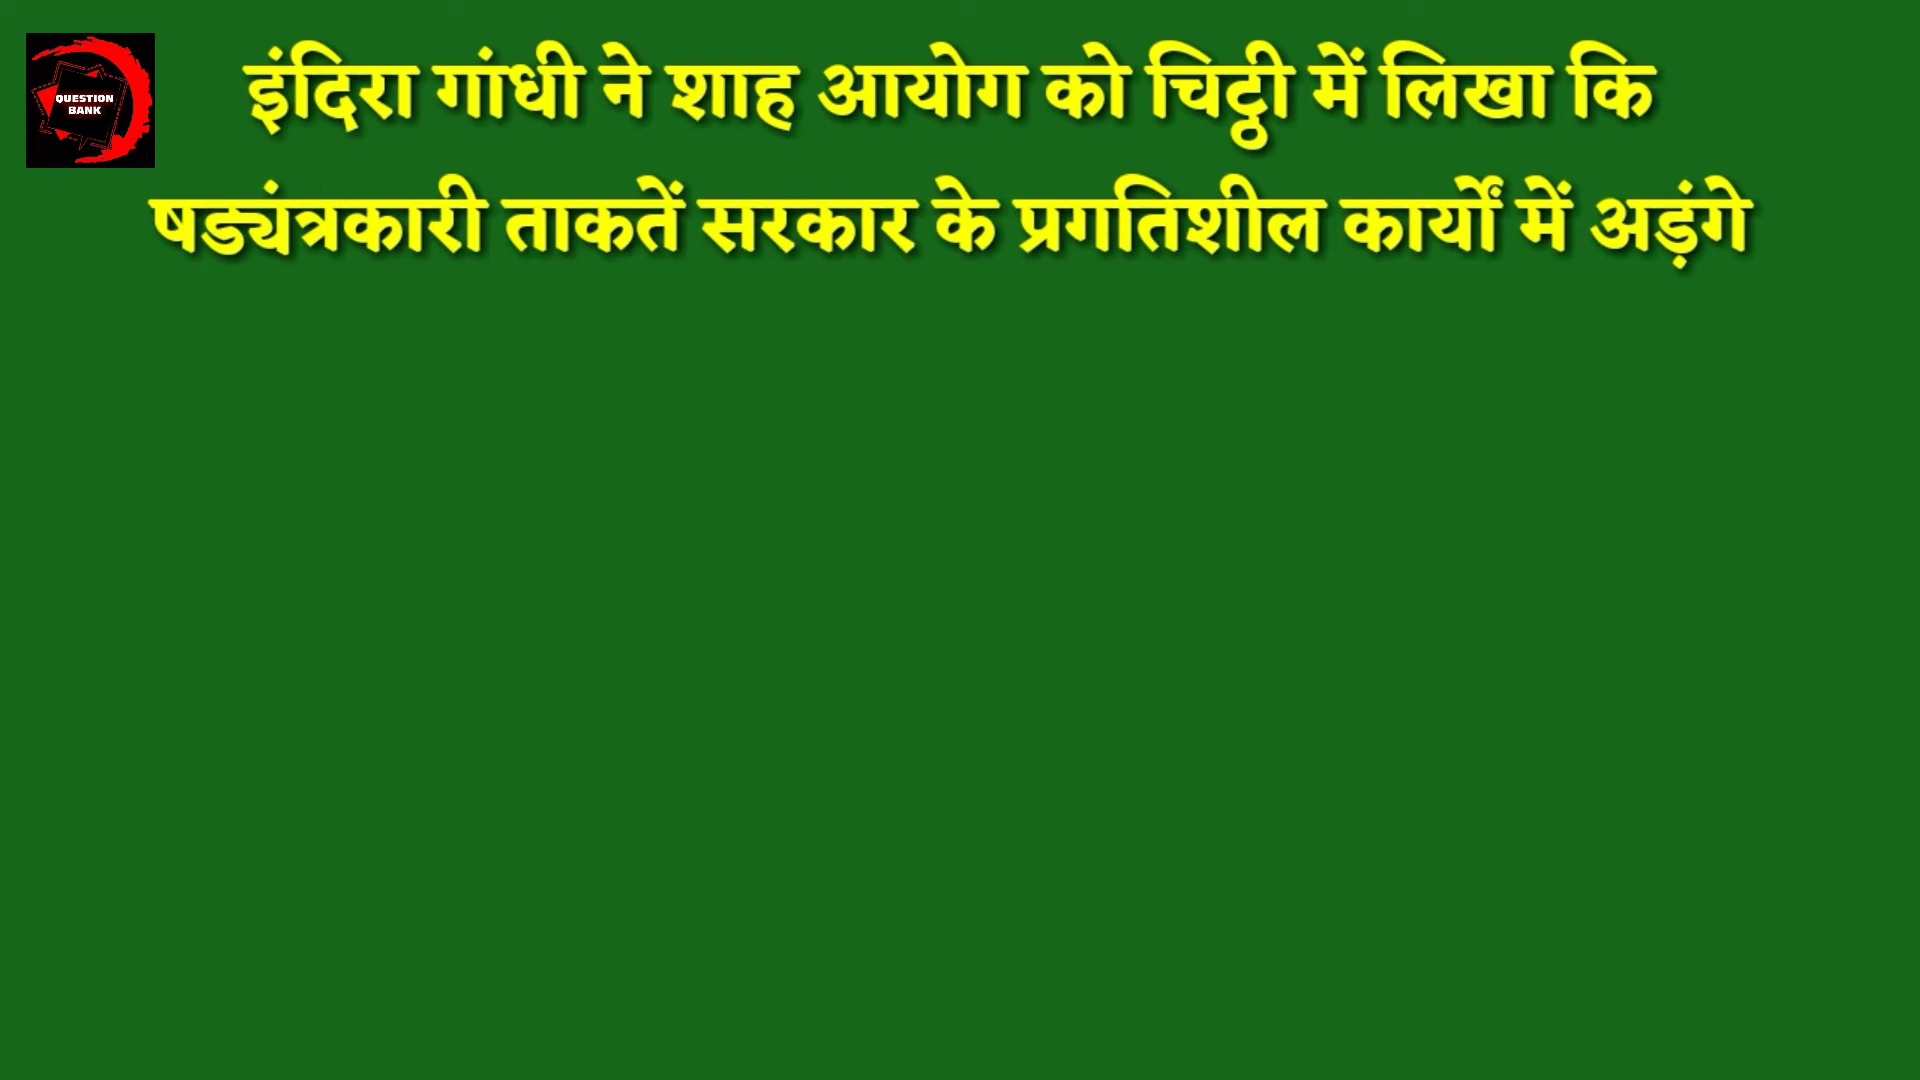 QUESTION
BANK
इंदिरा गांधी ने शाह आयोग को चिट्ठी में लिखा कि
षड्यंत्रकारी ताकतें सरकार के प्रगतिशील कार्यों में अड़ंगे